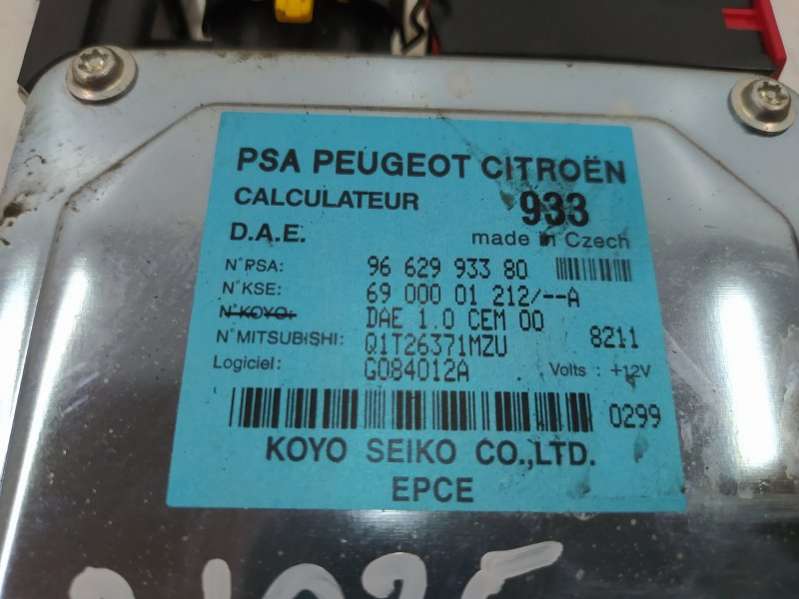 PSA PEUGEOT CITROËN
CALCULATEUR 933
D.A.E. made in Czech
N°PSA: 96 629 933 80
N°KSE: 69 000 01 212/--A
N°KOYO: DAE 1.0 CEM 00
N°MITSUBISHI: Q1T26371MZU 8211
Logiciel: G084012A Volts : +12V
0299
KOYO SEIKO CO.,LTD.
EPCE